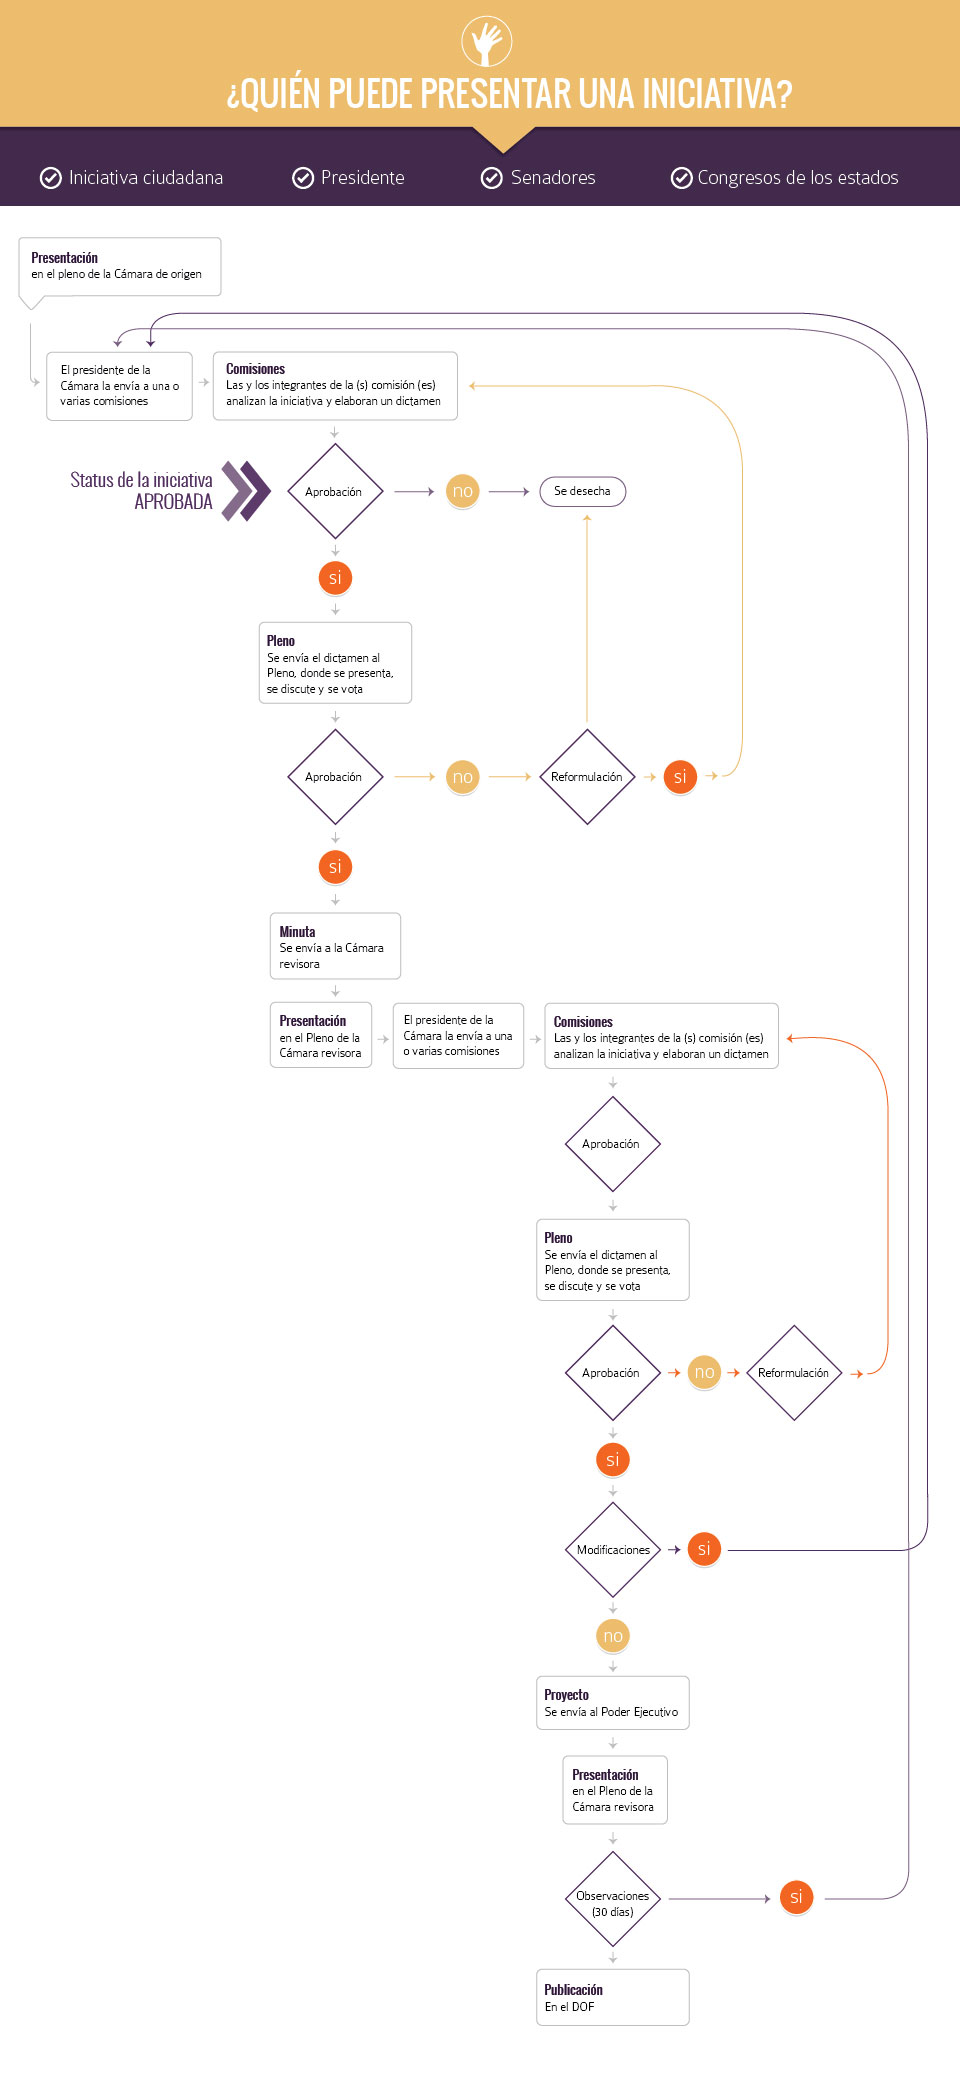 ¿QUIÉN PUEDE PRESENTAR UNA INICIATIVA?
Iniciativa ciudadana
Presidente
Senadores
Congresos de los estados
Presentación
en el pleno de la Cámara de origen
El presidente de la
Cámara la envía a una o
varias comisiones
Comisiones
Las y los integrantes de la (s) comisión (es)
analizan la iniciativa y elaboran un dictamen
Status de la iniciativa
APROBADA
Aprobación
no
Se desecha
si
Pleno
Se envía el dictamen al
Pleno, donde se presenta,
se discute y se vota
Aprobación
no
Reformulación
si
si
Minuta
Se envía a la Cámara
revisora
Presentación
en el Pleno de la
Cámara revisora
El presidente de la
Cámara la envía a una
o varias comisiones
Comisiones
Las y los integrantes de la (s) comisión (es)
analizan la iniciativa y elaboran un dictamen
Aprobación
Pleno
Se envía el dictamen al
Pleno, donde se presenta,
se discute y se vota
Aprobación
no
Reformulación
si
Modificaciones
si
no
Proyecto
Se envía al Poder Ejecutivo
Presentación
en el Pleno de la
Cámara revisora
Observaciones
(30 días)
si
Publicación
En el DOF